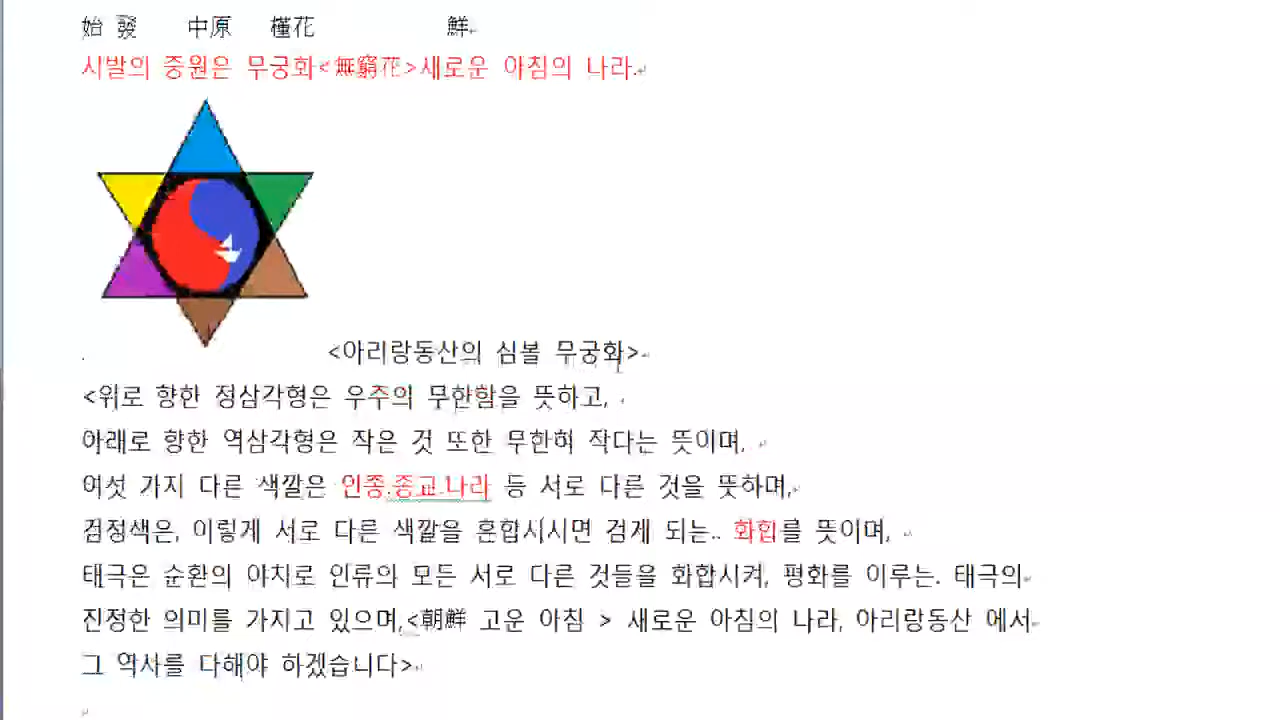 始 發 中原 槿花 鮮
시발의 중원은 무궁화<無窮花>새로운 아침의 나라.
<아리랑동산의 심볼 무궁화>
<위로 향한 정삼각형은 우주의 무한함을 뜻하고,
아래로 향한 역삼각형은 작은 것 또한 무한히 작다는 뜻이며,
여섯 가지 다른 색깔은 인종.종교.나라 등 서로 다른 것을 뜻하며,
검정색은, 이렇게 서로 다른 색깔을 혼합시시면 검게 되는.. 화합를 뜻이며,
태극은 순환의 이치로 인류의 모든 서로 다른 것들을 화합시켜, 평화를 이루는. 태극의
진정한 의미를 가지고 있으며,<朝鮮 고운 아침 > 새로운 아침의 나라, 아리랑동산 에서
그 역사를 다해야 하겠습니다>